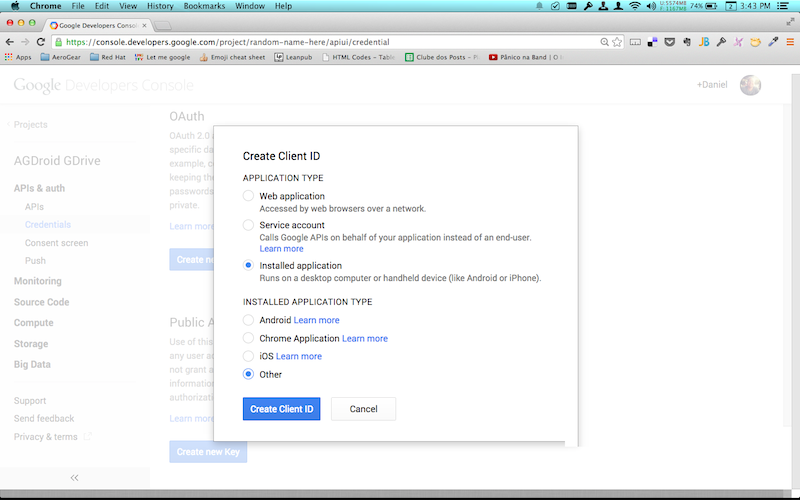 Chrome File Edit View History Bookmarks Window Help
74% 3:43 PM
Google Developers Consol
https://console.developers.google.com/project/random-name-here/apiui/credential
Apps AeroGear Red Hat Let me google Emoji cheat sheet Leanpub HTML Codes - Table Clube dos Posts - Pi Pânico na Band | O
Google Developers Console
+Daniel
Projects
AGDroid GDrive
APIs & auth
APIs
Credentials
Consent screen
Push
Monitoring
Source Code
Compute
Storage
Big Data
Support
Send feedback
Privacy & terms
OAuth
OAuth 2.0
specific da
example, c
keeping the
passwords
private.
Learn more
Create ne
Public A
Use of this
any user a
not grant a
information
authorizati
Learn more
Create new Key
Create Client ID
APPLICATION TYPE
Web application
Accessed by web browsers over a network.
Service account
Calls Google APIs on behalf of your application instead of an end-user.
Learn more
Installed application
Runs on a desktop computer or handheld device (like Android or iPhone).
INSTALLED APPLICATION TYPE
Android Learn more
Chrome Application Learn more
iOS Learn more
Other
Create Client ID Cancel